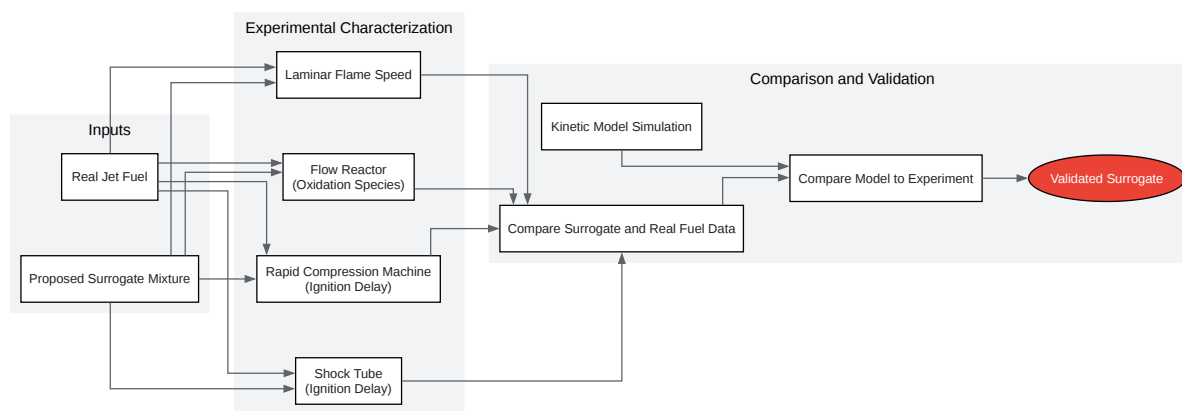 Experimental Characterization
Laminar Flame Speed
Comparison and Validation
Kinetic Model Simulation
Inputs
Real Jet Fuel
Flow Reactor
(Oxidation Species)
Compare Model to Experiment
Validated Surrogate
Compare Surrogate and Real Fuel Data
Proposed Surrogate Mixture
Rapid Compression Machine
(Ignition Delay)
Shock Tube
(Ignition Delay)